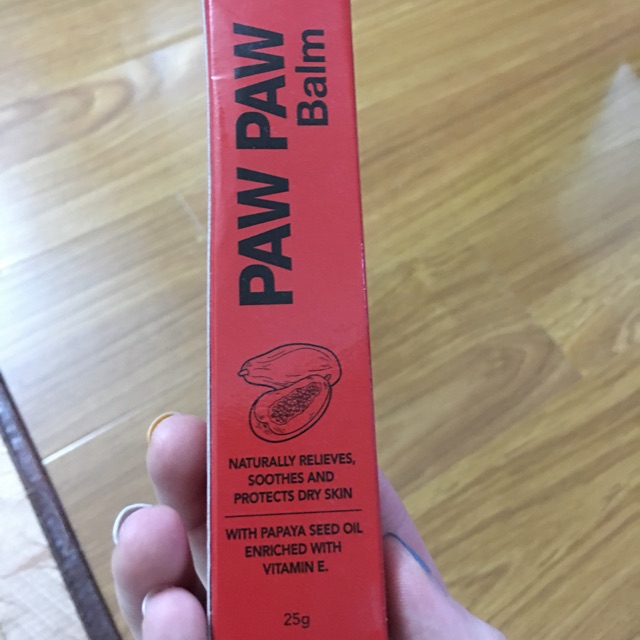 PAW PAW
Balm
NATURALLY RELIEVES,
SOOTHES AND
PROTECTS DRY SKIN
WITH PAPAYA SEED OIL
ENRICHED WITH
VITAMIN E.
25g